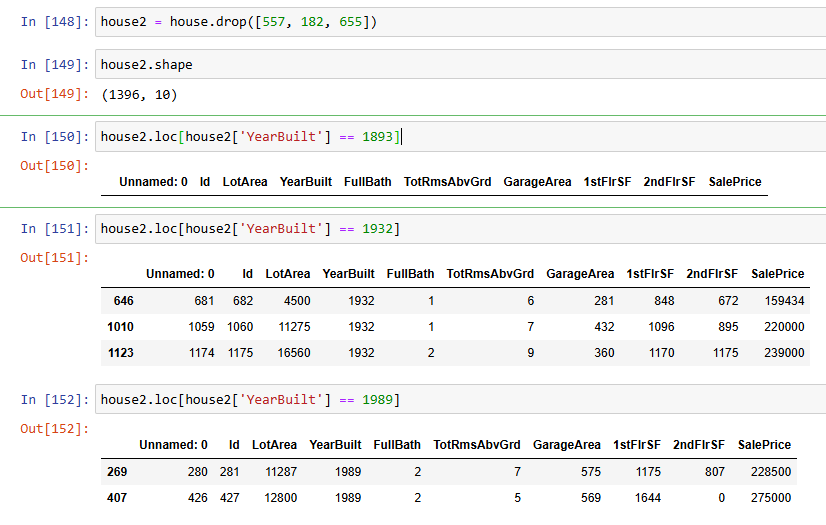 In [148]: house2 = house.drop([557, 182, 655])
In [149]: house2.shape
Out[149]: (1396, 10)
In [150]: house2.loc[house2['YearBuilt'] == 1893]
Out[150]:
Unnamed: 0 Id LotArea YearBuilt FullBath TotRmsAbvGrd GarageArea 1stFlrSF 2ndFlrSF SalePrice
In [151]: house2.loc[house2['YearBuilt'] == 1932]
Out[151]:
Unnamed: 0 Id LotArea YearBuilt FullBath TotRmsAbvGrd GarageArea 1stFlrSF 2ndFlrSF SalePrice
646 681 682 4500 1932 1 6 281 848 672 159434
1010 1059 1060 11275 1932 1 7 432 1096 895 220000
1123 1174 1175 16560 1932 2 9 360 1170 1175 239000
In [152]: house2.loc[house2['YearBuilt'] == 1989]
Out[152]:
Unnamed: 0 Id LotArea YearBuilt FullBath TotRmsAbvGrd GarageArea 1stFlrSF 2ndFlrSF SalePrice
269 280 281 11287 1989 2 7 575 1175 807 228500
407 426 427 12800 1989 2 5 569 1644 0 275000